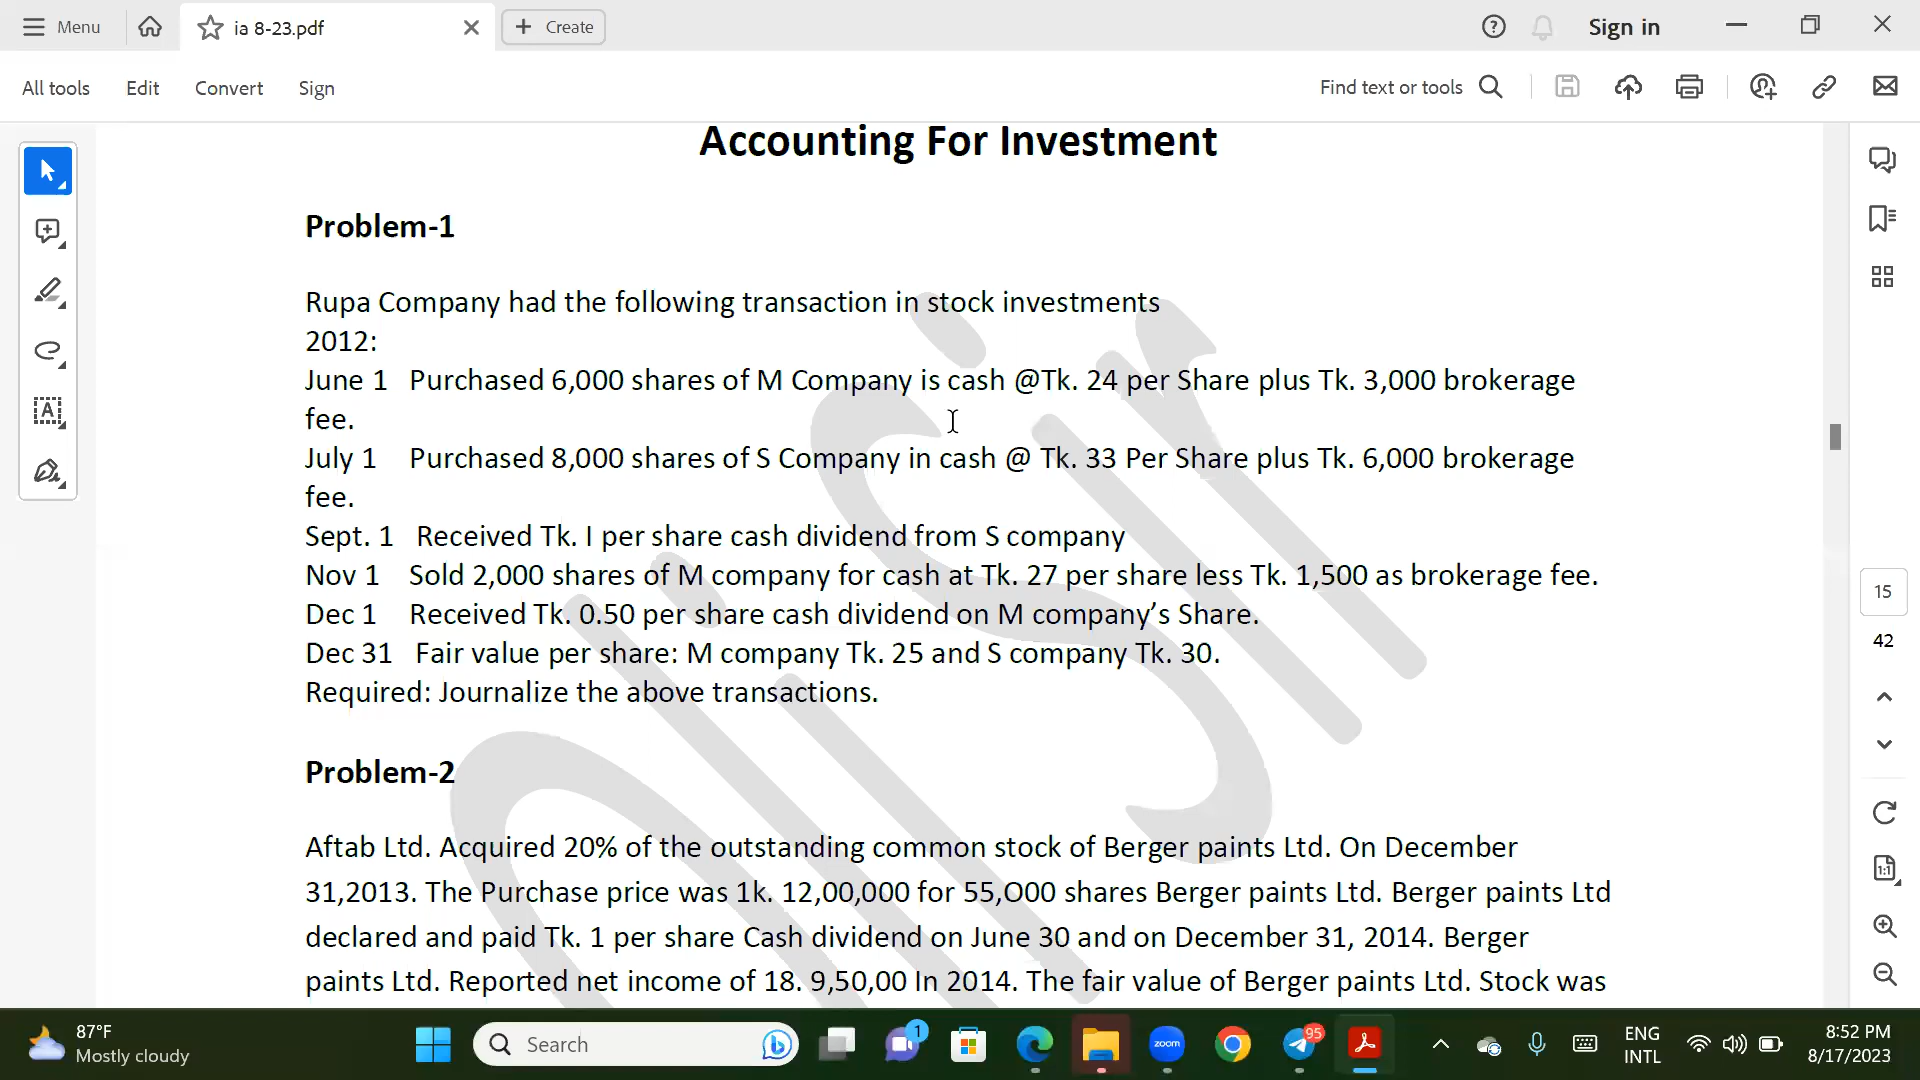 Menu
ia 8-23.pdf
Create
Sign in
All tools
Edit
Convert
Sign
Find text or tools
Accounting For Investment
Problem-1
Rupa Company had the following transaction in stock investments
2012:
June 1 Purchased 6,000 shares of M Company is cash @Tk. 24 per Share plus Tk. 3,000 brokerage
fee.
July 1 Purchased 8,000 shares of S Company in cash @ Tk. 33 Per Share plus Tk. 6,000 brokerage
fee.
Sept. 1 Received Tk. I per share cash dividend from S company
Nov 1 Sold 2,000 shares of M company for cash at Tk. 27 per share less Tk. 1,500 as brokerage fee.
Dec 1 Received Tk. 0.50 per share cash dividend on M company’s Share.
Dec 31 Fair value per share: M company Tk. 25 and S company Tk. 30.
Required: Journalize the above transactions.
Problem-2
Aftab Ltd. Acquired 20% of the outstanding common stock of Berger paints Ltd. On December
31,2013. The Purchase price was 1k. 12,00,000 for 55,O00 shares Berger paints Ltd. Berger paints Ltd
declared and paid Tk. 1 per share Cash dividend on June 30 and on December 31, 2014. Berger
paints Ltd. Reported net income of 18. 9,50,00 In 2014. The fair value of Berger paints Ltd. Stock was
15
42
1:1
87°F
Mostly cloudy
Search
1
zoom
95
ENG
INTL
8:52 PM
8/17/2023